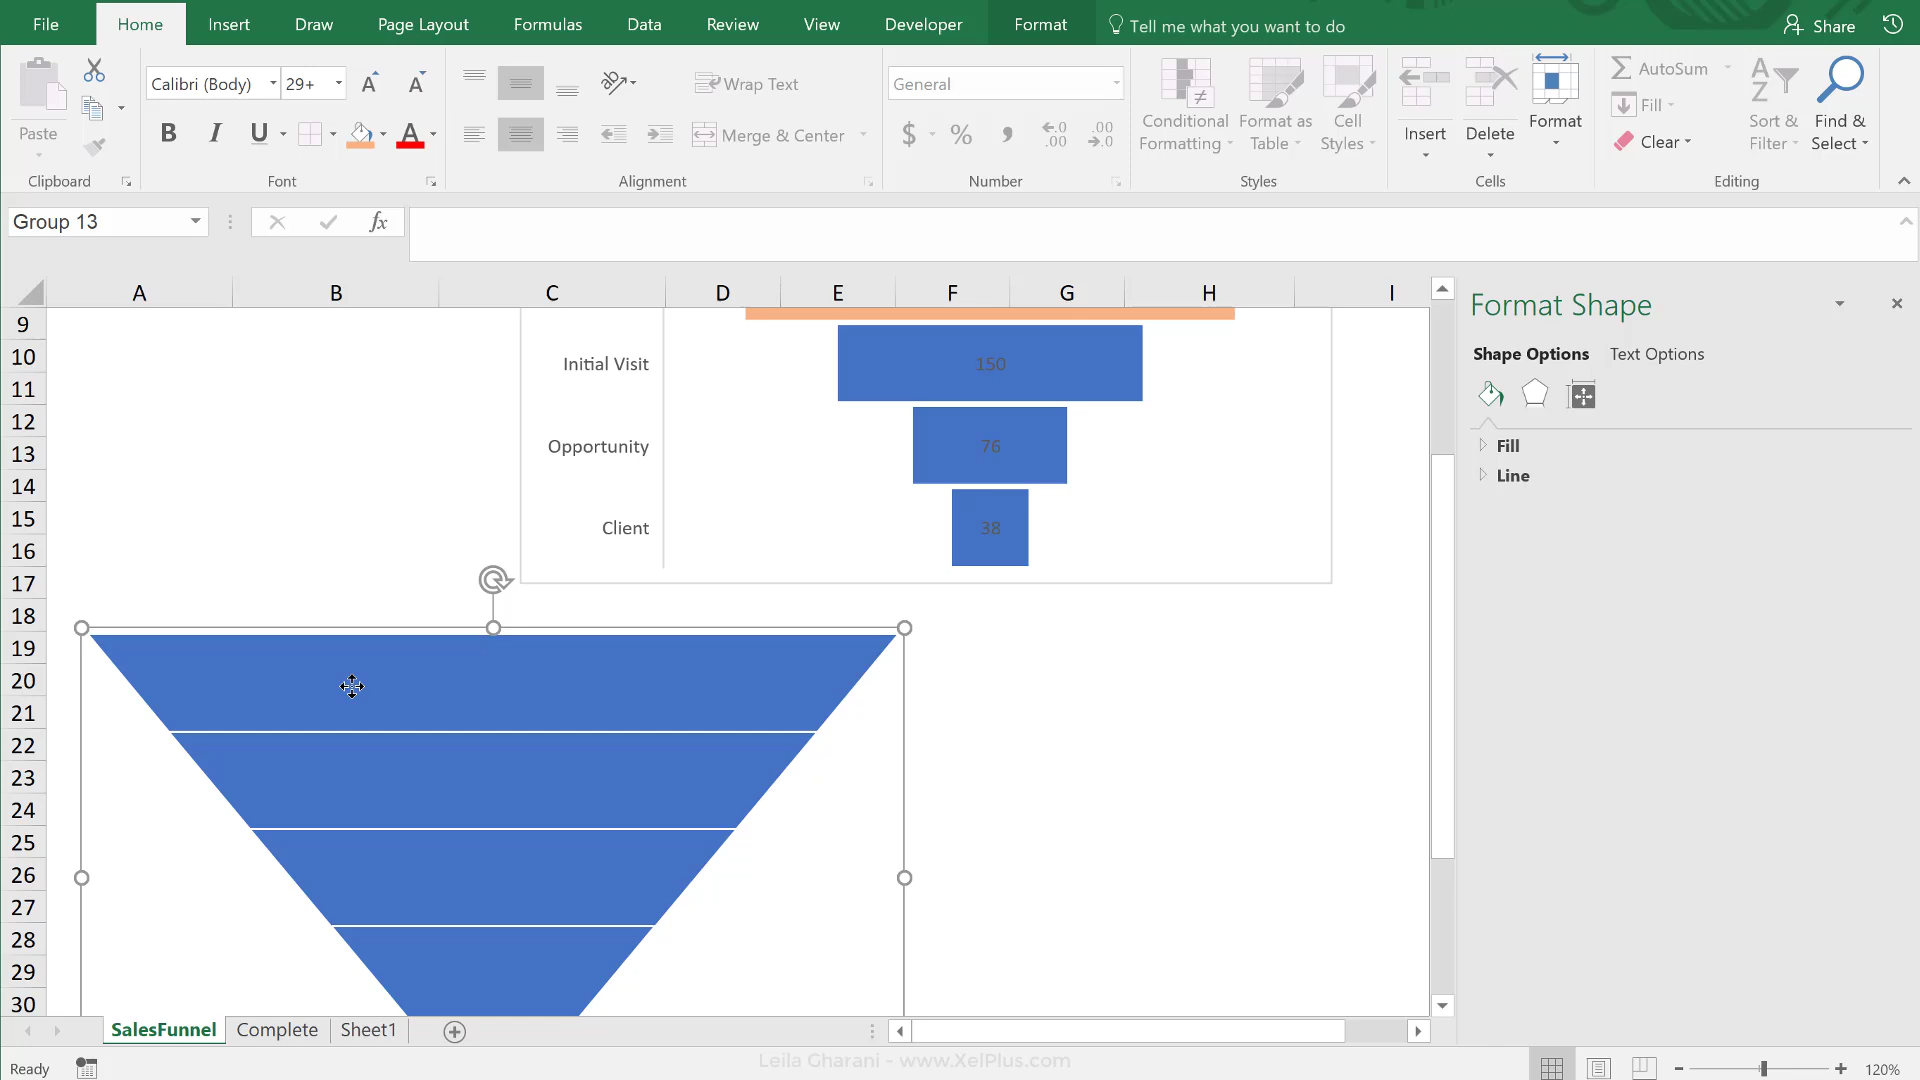 File Home Insert Draw Page Layout Formulas Data Review View Developer Format Tell me what you want to do Share
Calibri (Body) 29+ A A Wrap Text General AutoSum
Paste B I U A Merge & Center $ % , .0 .00 Conditional Formatting Format as Table Cell Styles Insert Delete Format Fill Clear Sort & Filter Find & Select
Clipboard Font Alignment Number Styles Cells Editing
Group 13 fx
A B C D E F G H I
Format Shape
Shape Options Text Options
Fill
Line
9
10 Initial Visit 150
11
12
13 Opportunity 76
14
15 Client 38
16
17
18
19
20
21
22
23
24
25
26
27
28
29
30
SalesFunnel Complete Sheet1
Leila Gharani - www.XelPlus.com
Ready 120%